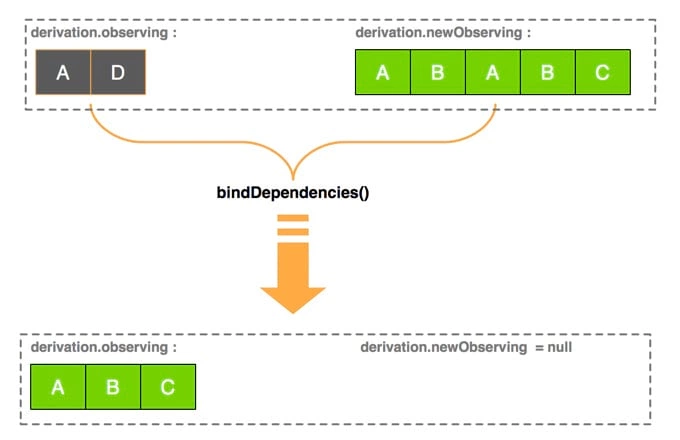 derivation.observing : derivation.newObserving :
A D A B A B C
bindDependencies()
derivation.observing : derivation.newObserving = null
A B C